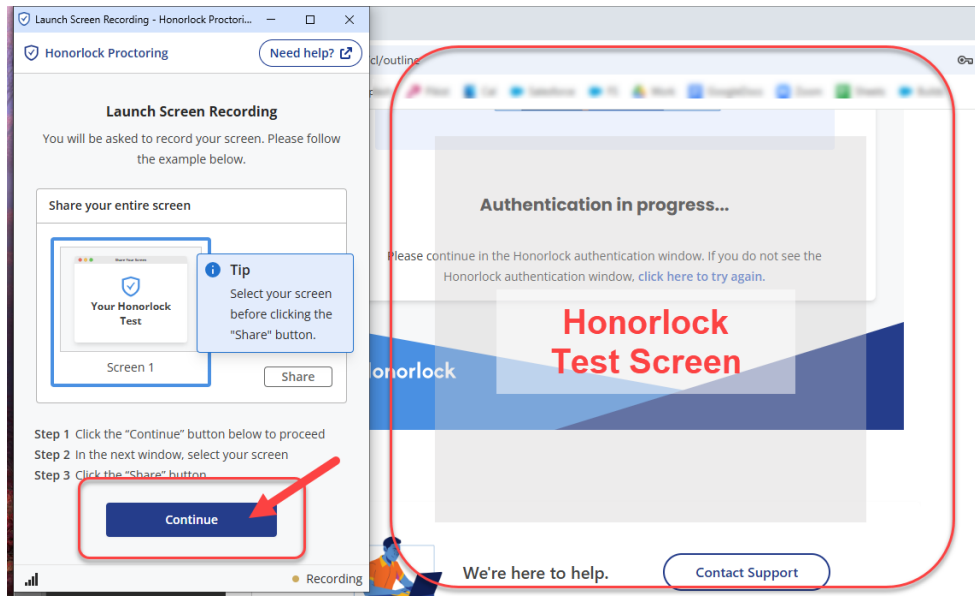 Launch Screen Recording - Honorlock Proctori...
Honorlock Proctoring
Need help?
Launch Screen Recording
You will be asked to record your screen. Please follow
the example below.
Share your entire screen
Share Your Screen
Your Honorlock
Test
Screen 1
Tip
Select your screen
before clicking the
"Share" button.
Share
Step 1 Click the “Continue” button below to proceed
Step 2 In the next window, select your screen
Step 3 Click the “Share” button
Continue
Recording
cl/outline
Authentication in progress...
Please continue in the Honorlock authentication window. If you do not see the
Honorlock authentication window, click here to try again.
Honorlock
Test Screen
onorlock
We're here to help.
Contact Support